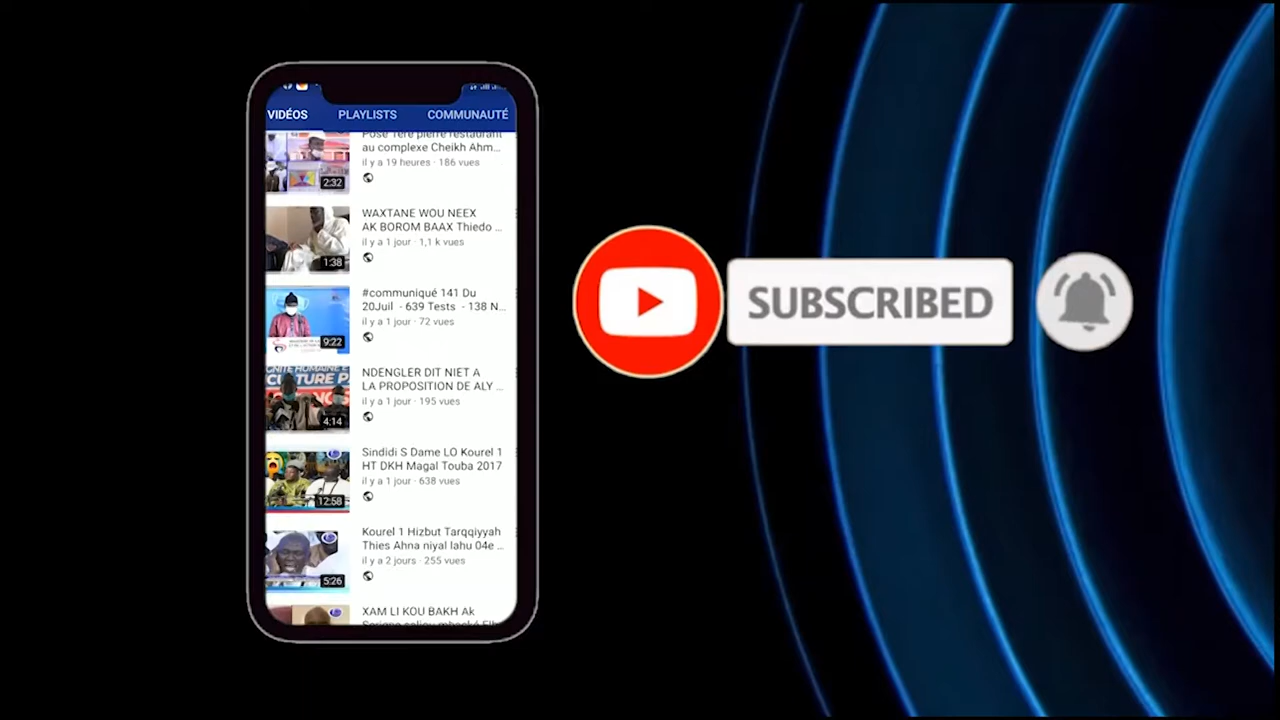 VIDÉOS PLAYLISTS COMMUNAUTÉ
Pose 1ère pierre restaurant
au complexe Cheikh Ahm...
il y a 19 heures · 186 vues
2:32
WAXTANE WOU NEEX
AK BOROM BAAX Thiedo ...
il y a 1 jour · 1,1 k vues
1:38
#communiqué 141 Du
20Juil - 639 Tests - 138 N...
il y a 1 jour · 72 vues
9:22
NDENGLER DIT NIET A
LA PROPOSITION DE ALY ...
il y a 1 jour · 195 vues
4:14
Sindidi S Dame LO Kourel 1
HT DKH Magal Touba 2017
il y a 1 jour · 638 vues
12:58
Kourel 1 Hizbut Tarqqiyyah
Thies Ahna niyal lahu 04e ...
il y a 2 jours · 255 vues
5:26
XAM LI KOU BAKH Ak
SUBSCRIBED